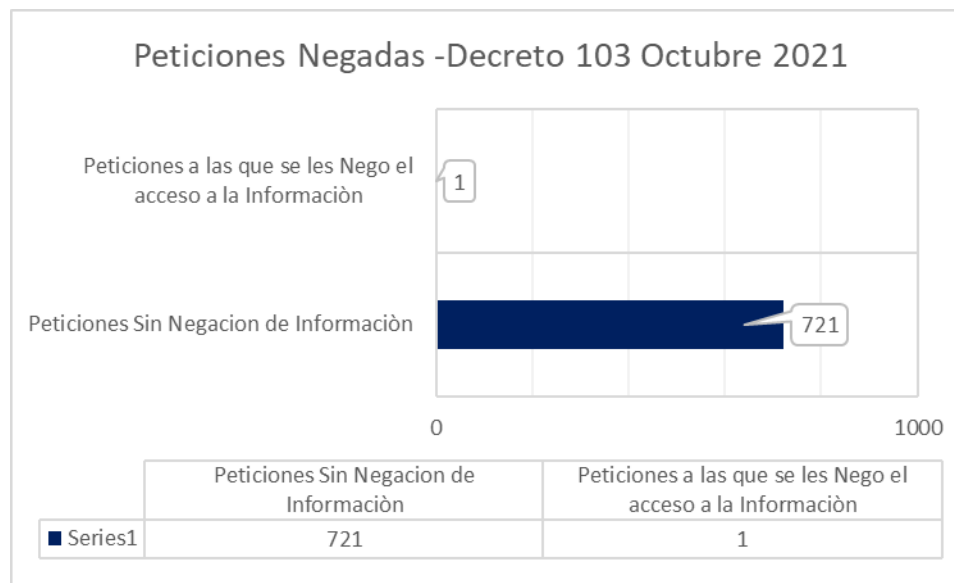 Peticiones Negadas -Decreto 103 Octubre 2021
Peticiones a las que se les Nego el
acceso a la Informaciòn
1
Peticiones Sin Negacion de Informaciòn
721
0
1000
Peticiones Sin Negacion de
Informaciòn
Peticiones a las que se les Nego el
acceso a la Informaciòn
Series1
721
1